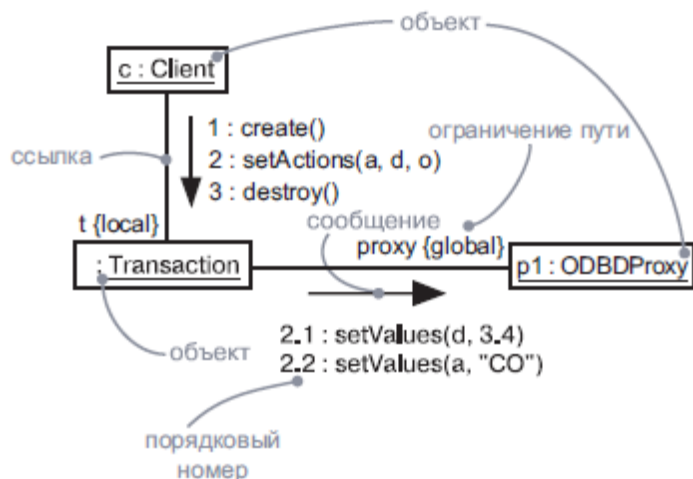 объект
c : Client
1 : create()
ограничение пути
ссылка
2 : setActions(a, d, o)
3 : destroy()
t {local}
сообщение
proxy {global}
: Transaction
p1 : ODBDProxy
объект
2.1 : setValues(d, 3.4)
2.2 : setValues(a, "CO")
порядковый
номер